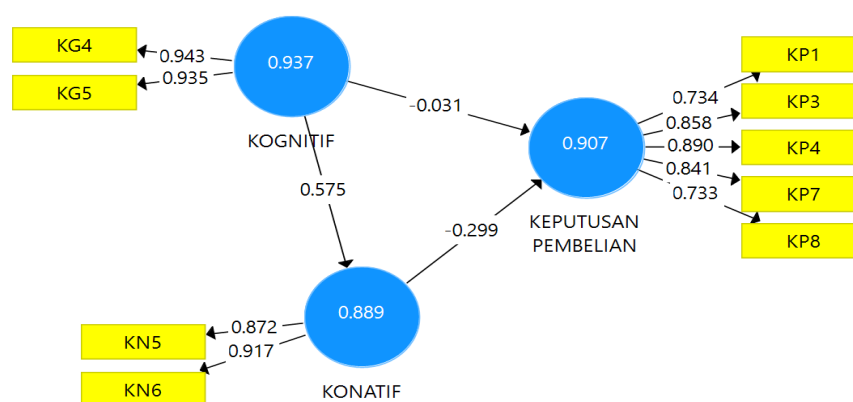 KG4
0.943
KG5
0.935
0.937
KOGNITIF
-0.031
0.575
KP1
0.734
KP3
0.858
KP4
0.890
0.907
0.841
KP7
0.733
KP8
KEPUTUSAN
PEMBELIAN
-0.299
0.889
KN5
0.872
KN6
0.917
KONATIF